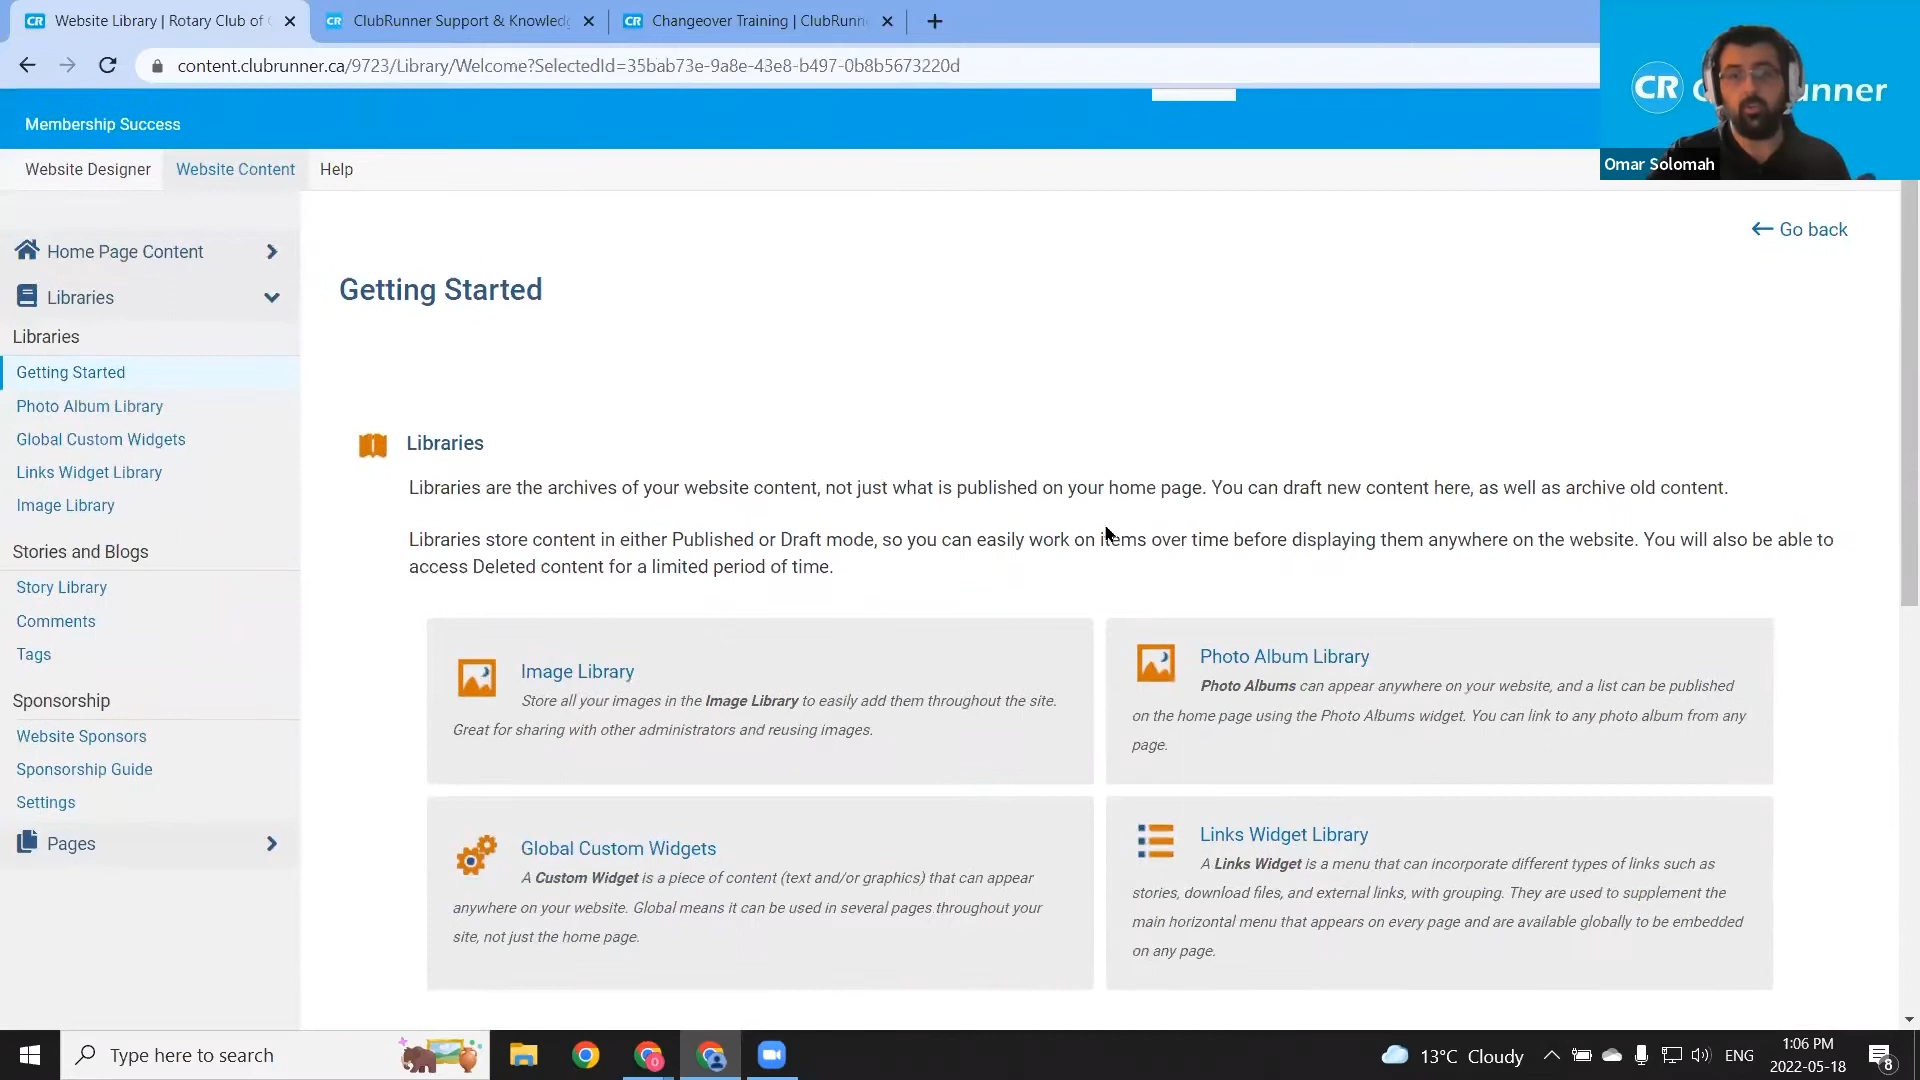 Website Library | Rotary Club of
ClubRunner Support & Knowled
Changeover Training | ClubRunn
content.clubrunner.ca/9723/Library/Welcome?SelectedId=35bab73e-9a8e-43e8-b497-0b8b5673220d
CR
unner
Omar Solomah
Membership Success
Website Designer
Website Content
Help
Home Page Content
Libraries
Libraries
Getting Started
Photo Album Library
Global Custom Widgets
Links Widget Library
Image Library
Stories and Blogs
Story Library
Comments
Tags
Sponsorship
Website Sponsors
Sponsorship Guide
Settings
Pages
Go back
Getting Started
Libraries
Libraries are the archives of your website content, not just what is published on your home page. You can draft new content here, as well as archive old content.
Libraries store content in either Published or Draft mode, so you can easily work on items over time before displaying them anywhere on the website. You will also be able to
access Deleted content for a limited period of time.
Image Library
Store all your images in the Image Library to easily add them throughout the site.
Great for sharing with other administrators and reusing images.
Photo Album Library
Photo Albums can appear anywhere on your website, and a list can be published
on the home page using the Photo Albums widget. You can link to any photo album from any
page.
Global Custom Widgets
A Custom Widget is a piece of content (text and/or graphics) that can appear
anywhere on your website. Global means it can be used in several pages throughout your
site, not just the home page.
Links Widget Library
A Links Widget is a menu that can incorporate different types of links such as
stories, download files, and external links, with grouping. They are used to supplement the
main horizontal menu that appears on every page and are available globally to be embedded
on any page.
Type here to search
13°C Cloudy
ENG
1:06 PM
2022-05-18
8